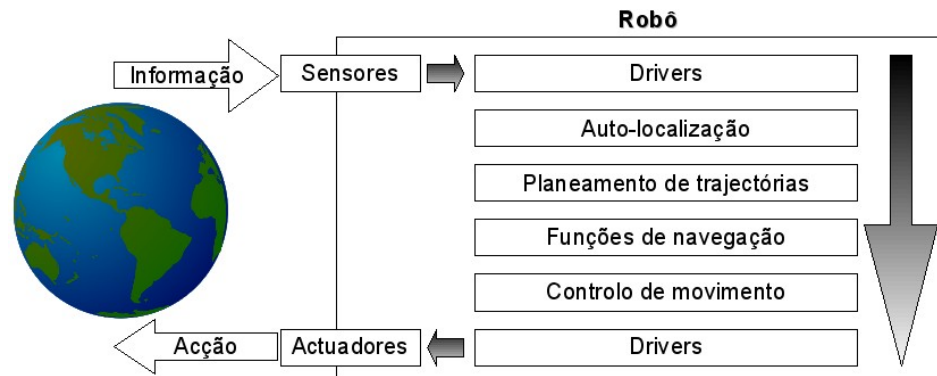 Robô
Informação
Sensores
Drivers
Auto-localização
Planeamento de trajectórias
Funções de navegação
Controlo de movimento
Acção
Actuadores
Drivers